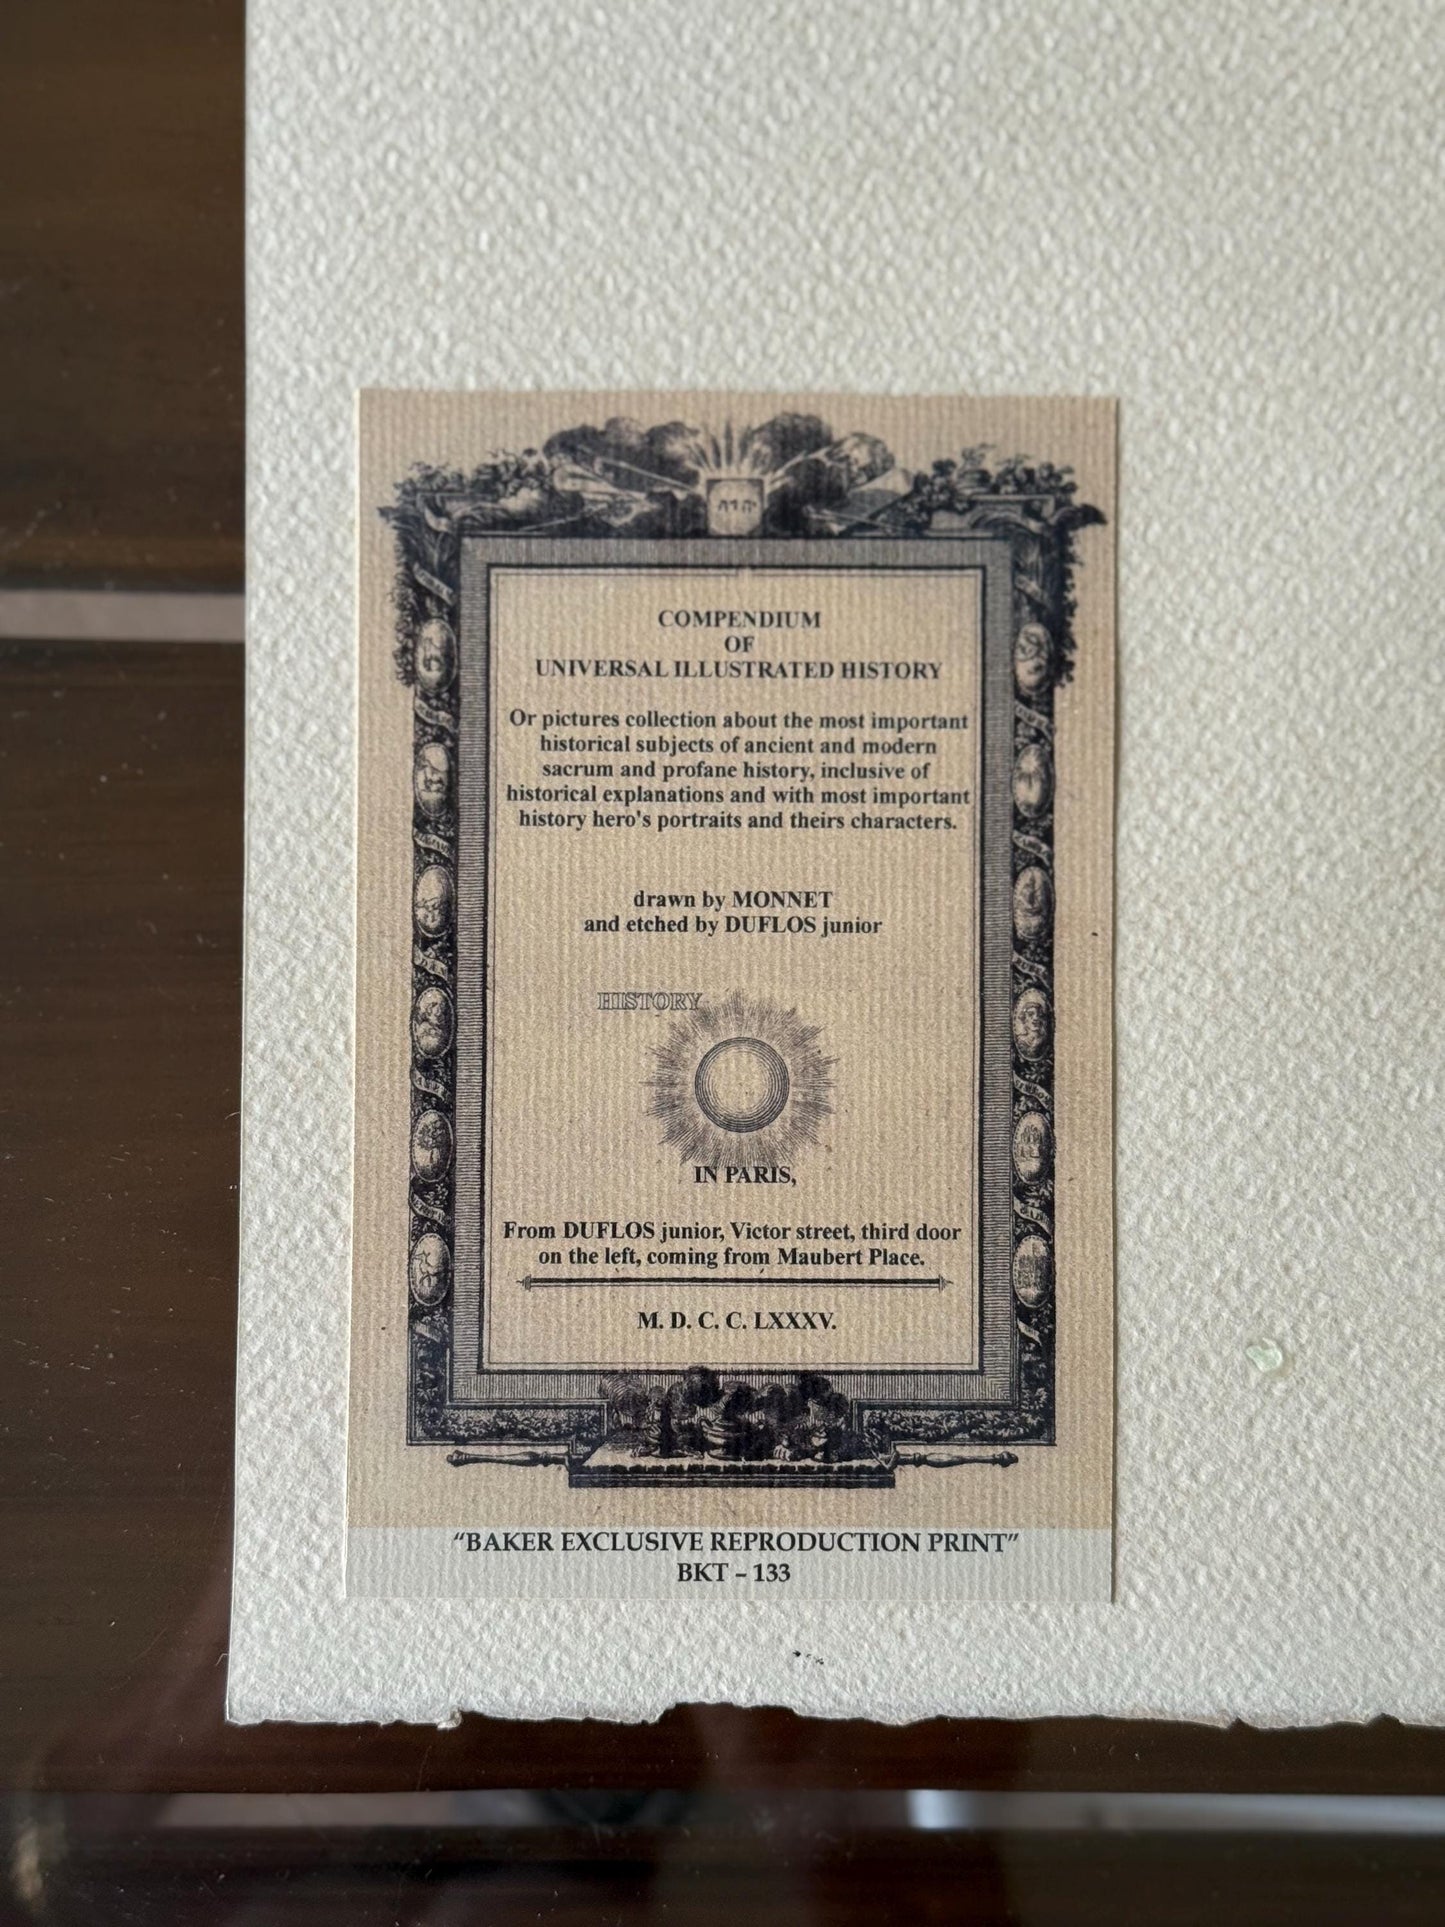 יהוה
COMPENDIUM
OF
UNIVERSAL ILLUSTRATED HISTORY
Or pictures collection about the most important
historical subjects of ancient and modern
sacrum and profane history, inclusive of
historical explanations and with most important
history hero's portraits and theirs characters.
drawn by MONNET
and etched by DUFLOS junior
HISTORY
IN PARIS,
From DUFLOS junior, Victor street, third door
on the left, coming from Maubert Place.
M. D. C. C. LXXXV.
“BAKER EXCLUSIVE REPRODUCTION PRINT”
BKT – 133